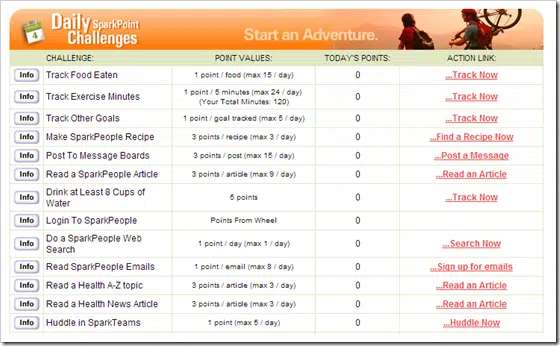 4
Daily SparkPoint
Challenges
Start an Adventure.
CHALLENGE: POINT VALUES: TODAY'S POINTS: ACTION LINK:
Info Track Food Eaten 1 point / food (max 15 / day) 0 ...Track Now
Info Track Exercise Minutes 1 point / 5 minutes (max 24 / day) 0 ...Track Now
(Your Total Minutes: 120)
Info Track Other Goals 1 point / goal tracked (max 5 / day) 0 ...Track Now
Info Make SparkPeople Recipe 3 points / recipe (max 3 / day) 0 ...Find a Recipe Now
Info Post To Message Boards 3 points / post (max 15 / day) 0 ...Post a Message
Info Read a SparkPeople Article 3 points / article (max 9 / day) 0 ...Read an Article
Info Drink at Least 8 Cups of 5 points 0 ...Track Now
Water
Info Login To SparkPeople Points From Wheel 0
Info Do a SparkPeople Web 1 point / day (max 1 / day) 0 ...Search Now
Search
Info Read SparkPeople Emails 1 point / email (max 8 / day) 0 ...Sign up for emails
Info Read a Health A-Z topic 3 points / article (max 3 / day) 0 ...Read an Article
Info Read a Health News Article 3 points / article (max 3 / day) 0 ...Read an Article
Info Huddle in SparkTeams 1 point (max 5 / day) 0 ...Huddle Now